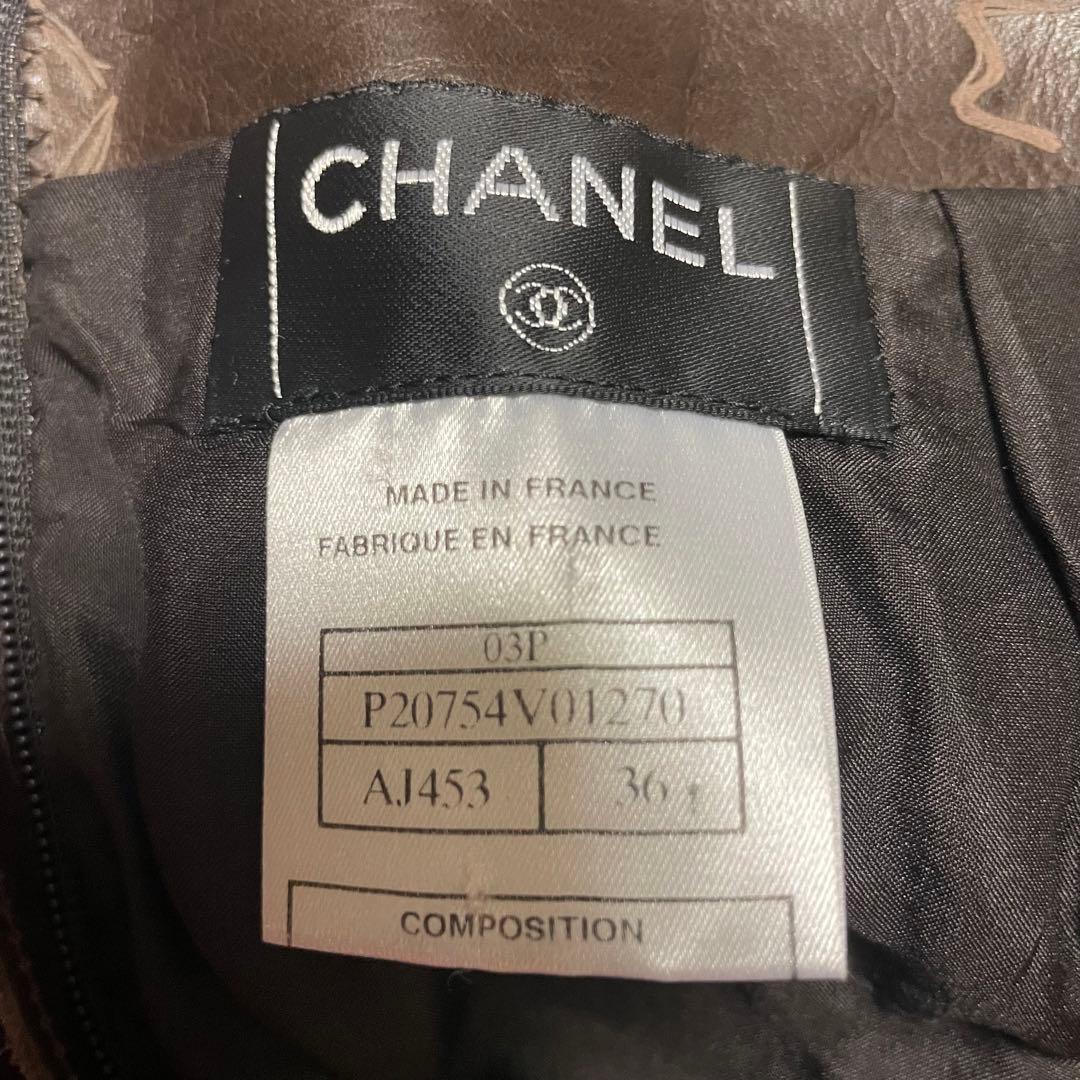 CHANEL
MADE IN FRANCE
FABRIQUE EN FRANCE
03P
P20754V01270
AJ453 36
COMPOSITION